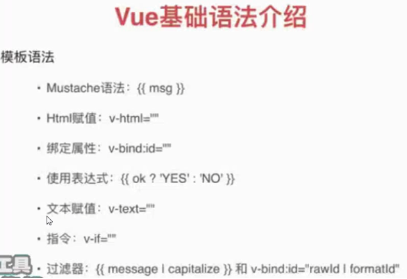 Vue基础语法介绍
模板语法
• Mustache语法：{{ msg }}
• Html赋值：v-html=""
• 绑定属性：v-bind:id=""
• 使用表达式：{{ ok ? 'YES' : 'NO' }}
• 文本赋值：v-text=""
• 指令：v-if=""
• 过滤器：{{ message | capitalize }} 和 v-bind:id="rawId | formatId"
工具